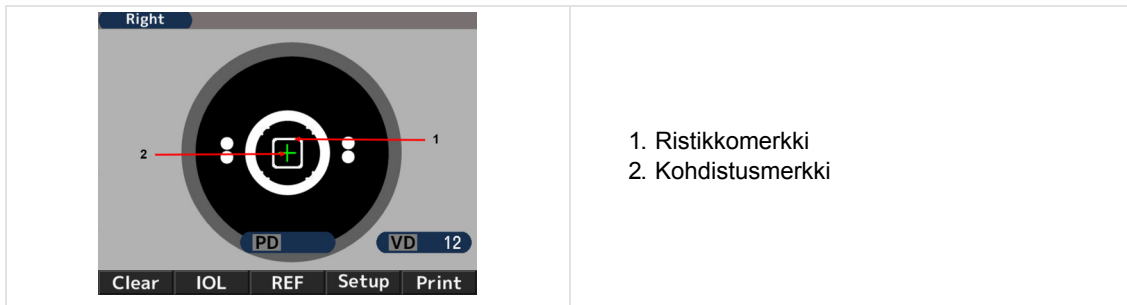 Right
1
2
PD
VD 12
Clear IOL REF Setup Print
1. Ristikkomerkki
2. Kohdistusmerkki